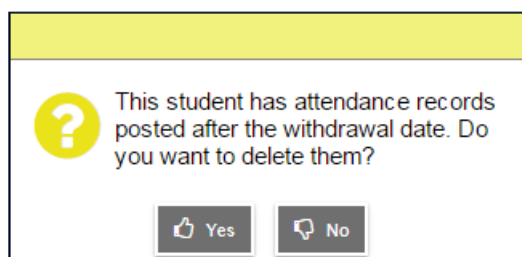 This student has attendance records
posted after the withdrawal date. Do
you want to delete them?
Yes No